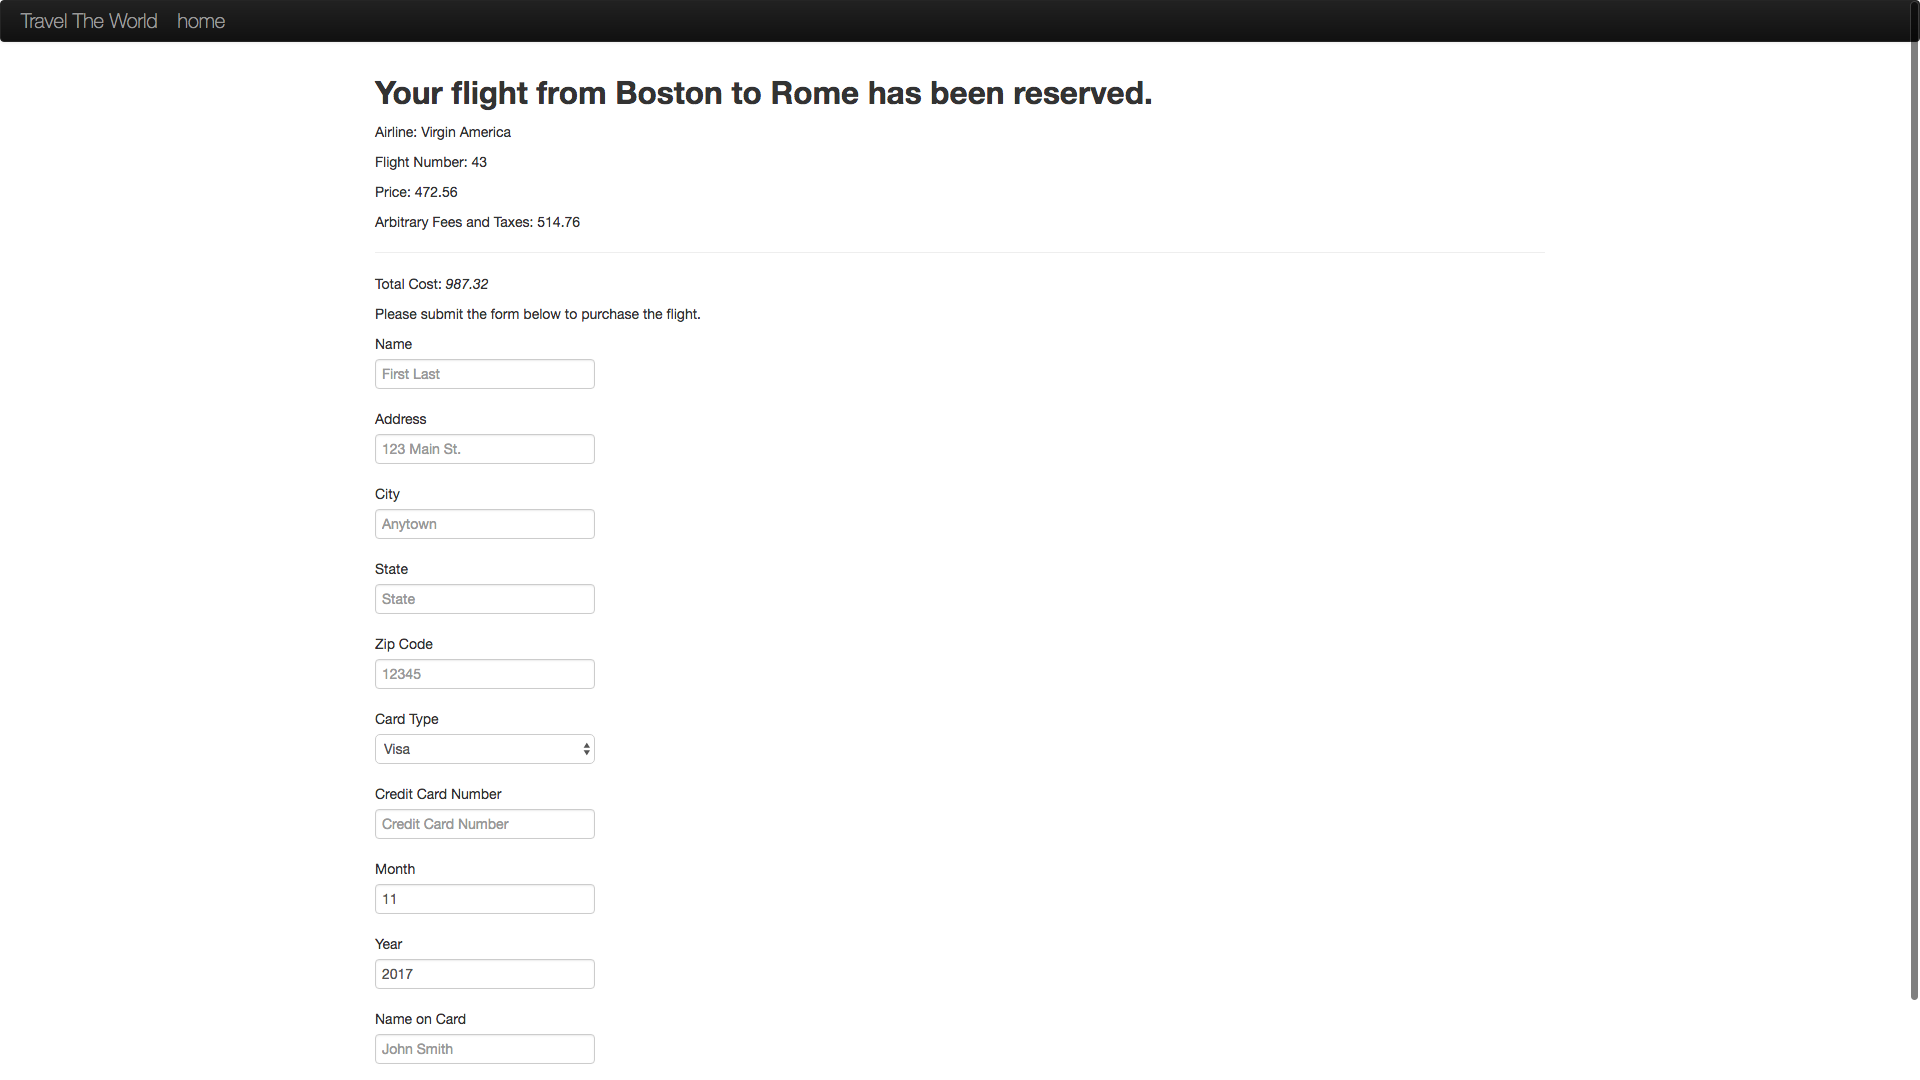 Travel The World home
Your flight from Boston to Rome has been reserved.
Airline: Virgin America
Flight Number: 43
Price: 472.56
Arbitrary Fees and Taxes: 514.76
Total Cost: 987.32
Please submit the form below to purchase the flight.
Name
First Last
Address
123 Main St.
City
Anytown
State
State
Zip Code
12345
Card Type
Visa
Credit Card Number
Credit Card Number
Month
11
Year
2017
Name on Card
John Smith